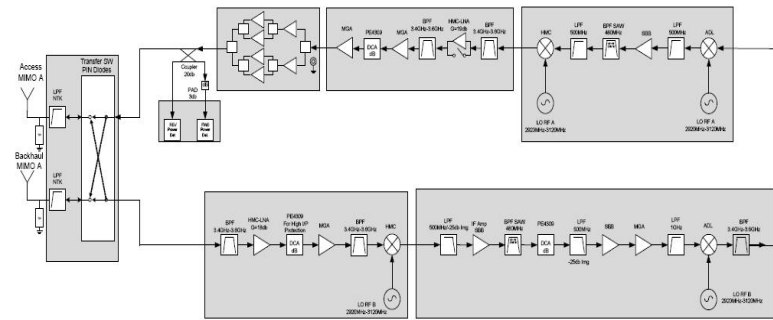 Access
MIMO A
LPF
NTK
Transfer SW
PIN Diodes
Backhaul
MIMO A
LPF
NTK
Coupler
20db
PAD
REV
Power
Det
FWD
Power
Det
MGA
PE4309
DCA
dB
MGA
BPF
3.4GHz-3.6GHz
HMC-LNA
BPF
3.4GHz-3.6GHz
HMC
LPF
500MHz
BPF SAW
460MHz
SBB
LPF
500MHz
ADL
LO RF A
2920MHz-3120MHz
LO RF A
2920MHz-3120MHz
BPF
3.4GHz-3.6GHz
HMC-LNA
PE4309
For High I/P
Protection
DCA
dB
MGA
BPF
3.4GHz-3.6GHz
HMC
LO RF B
2920MHz-3120MHz
LPF
500MHz/-25db Img
IF Amp
SBB
BPF SAW
460MHz
PE4309
DCA
dB
LPF
500MHz
-25db Img
SBB
MGA
LPF
1GHz
ADL
BPF
3.4GHz-3.6GHz
LO RF B
2920MHz-3120MHz